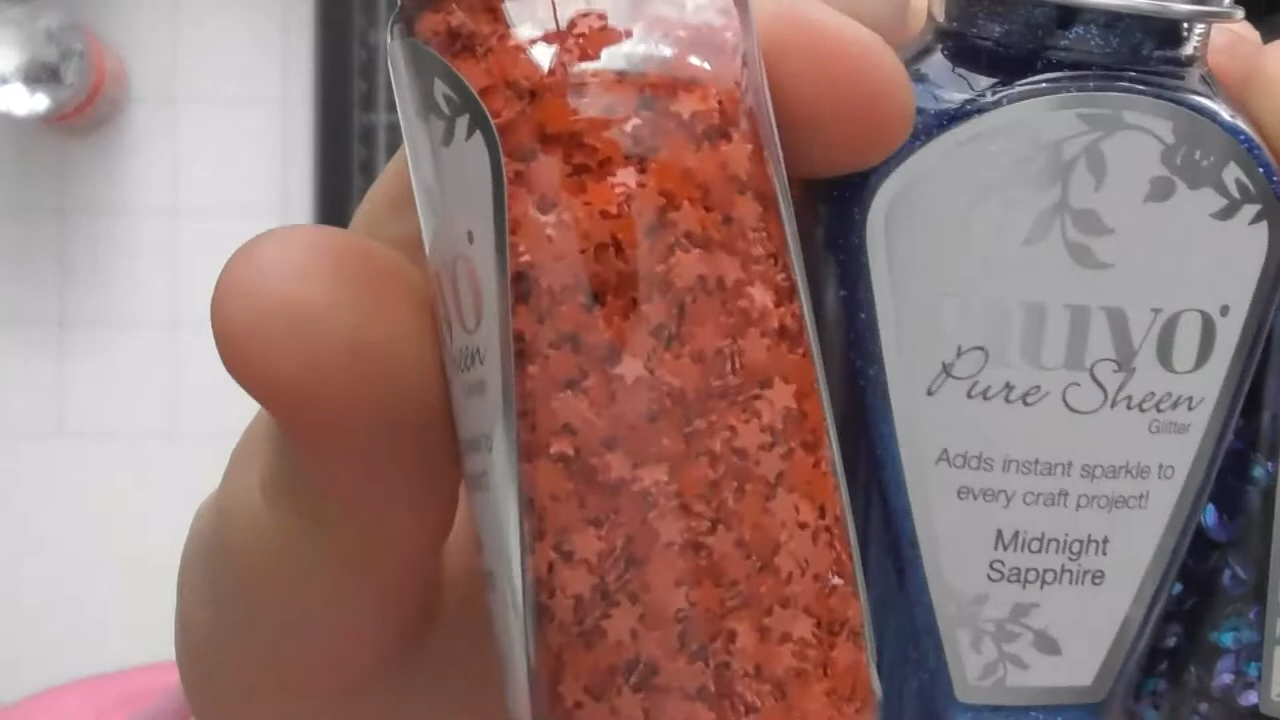 nuvo
Pure Sheen
Glitter
Adds instant sparkle to
every craft project!
Midnight
Sapphire